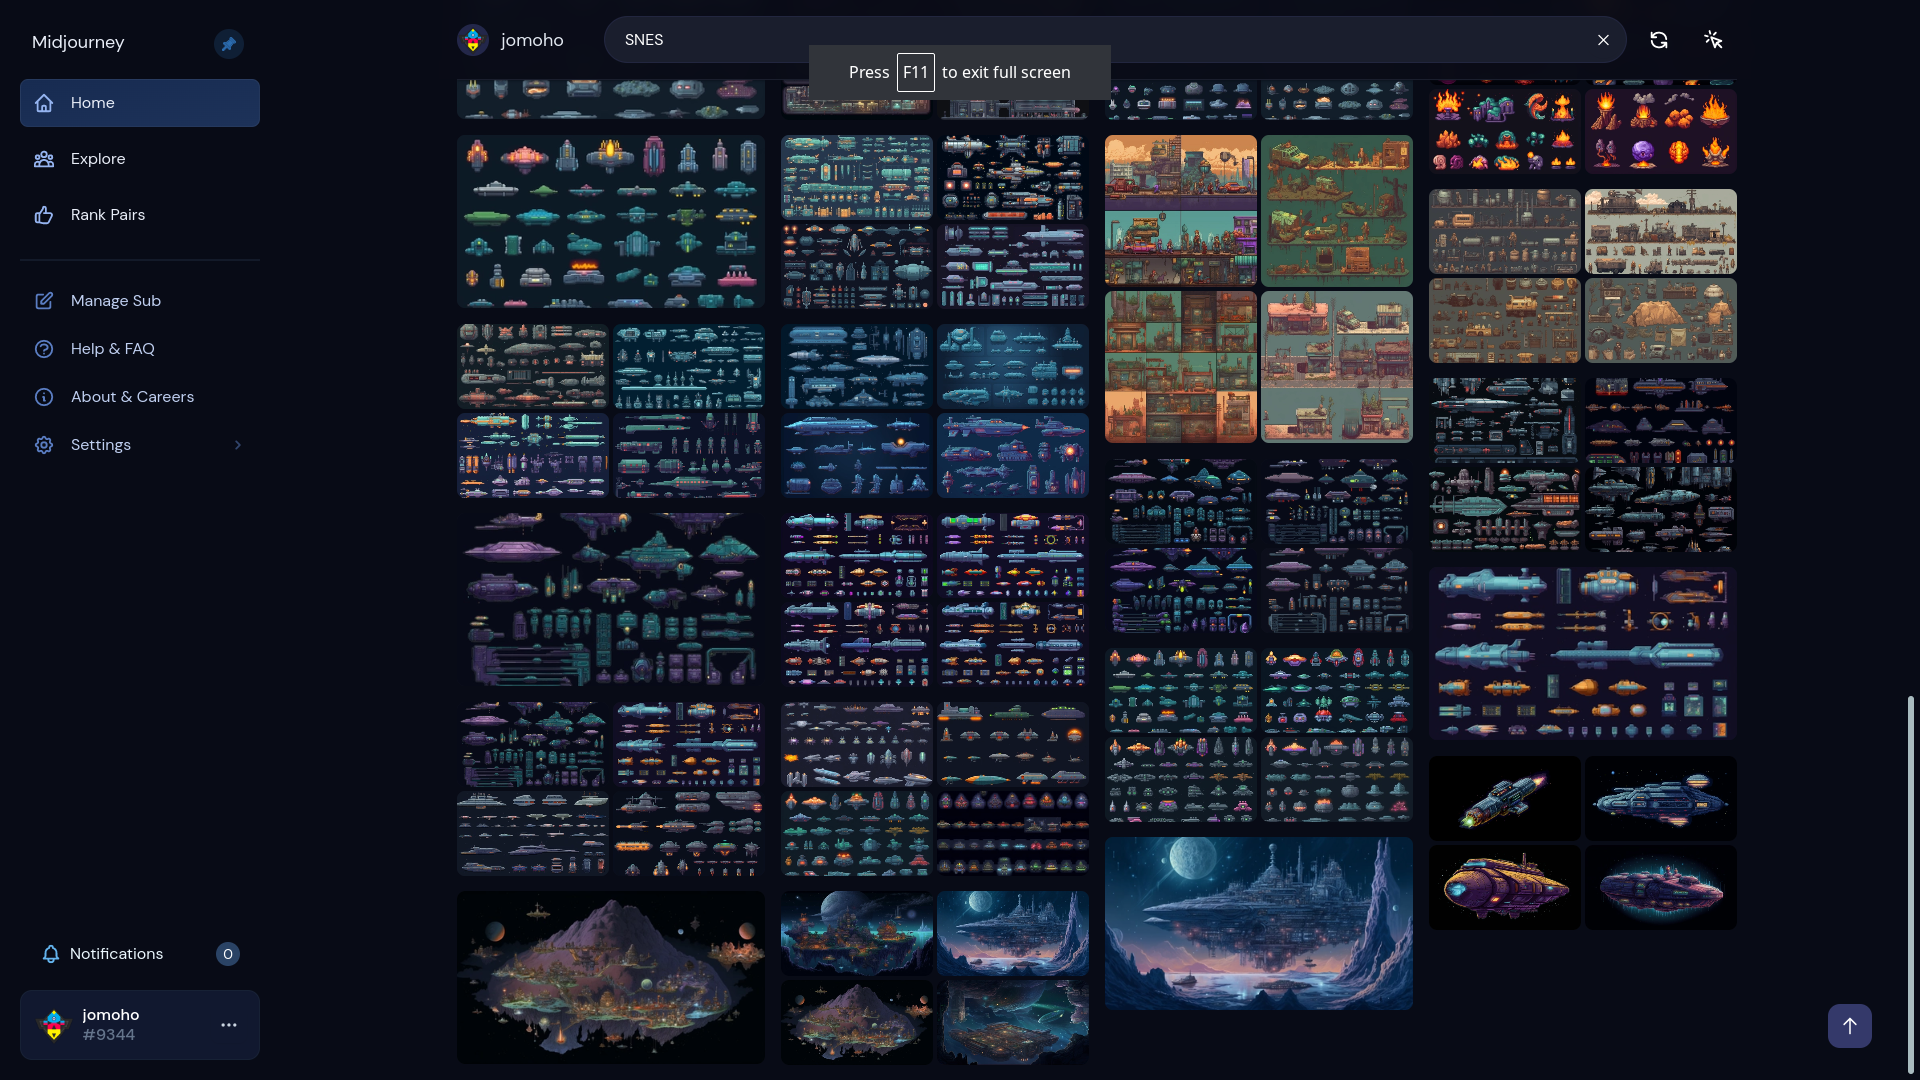 Midjourney
Home
Explore
Rank Pairs
Manage Sub
Help & FAQ
About & Careers
Settings
Notifications
0
jomoho
#9344
jomoho
SNES
Press F11 to exit full screen